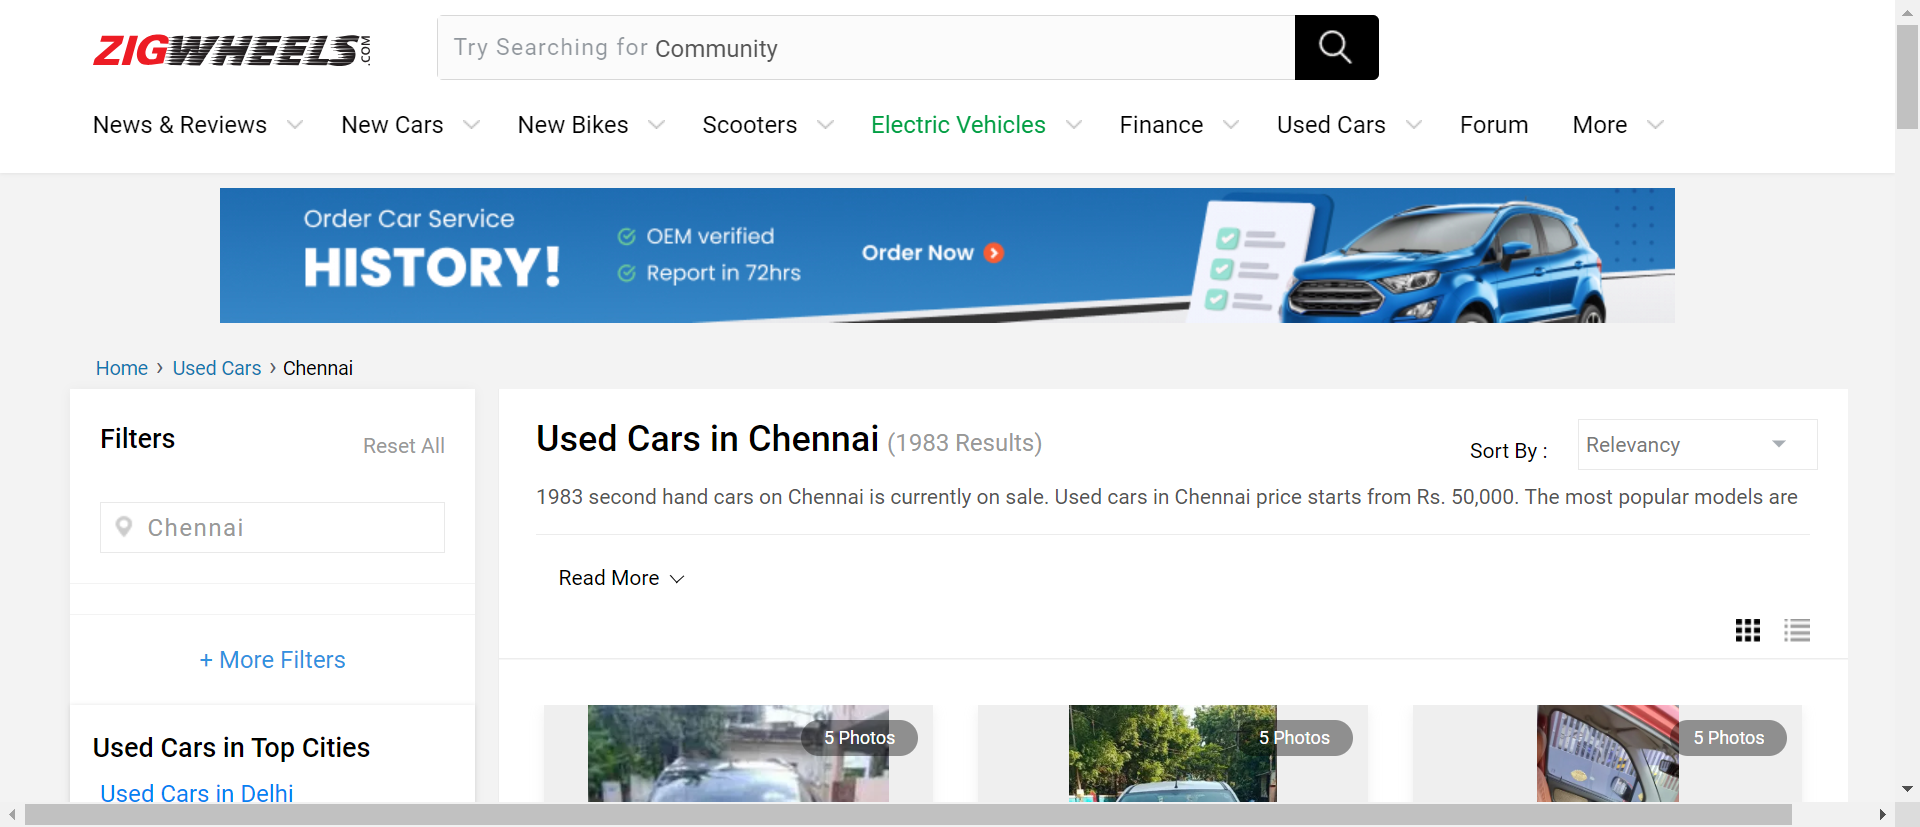 ZIGWHEELS.COM
Try Searching for Community
News & Reviews New Cars New Bikes Scooters Electric Vehicles Finance Used Cars Forum More
Order Car Service
HISTORY!
OEM verified
Report in 72hrs
Order Now
Home › Used Cars › Chennai
Filters
Reset All
Chennai
+ More Filters
Used Cars in Top Cities
Used Cars in Delhi
Used Cars in Chennai (1983 Results)
Sort By :
Relevancy
1983 second hand cars on Chennai is currently on sale. Used cars in Chennai price starts from Rs. 50,000. The most popular models are
Read More
5 Photos
5 Photos
5 Photos